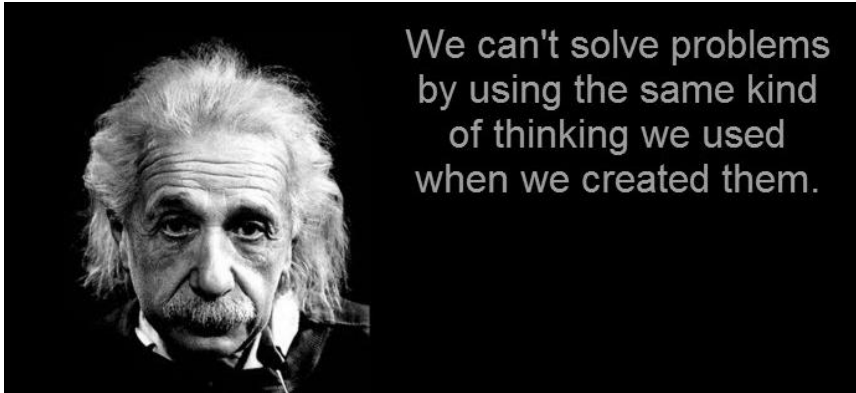 We can't solve problems
by using the same kind
of thinking we used
when we created them.